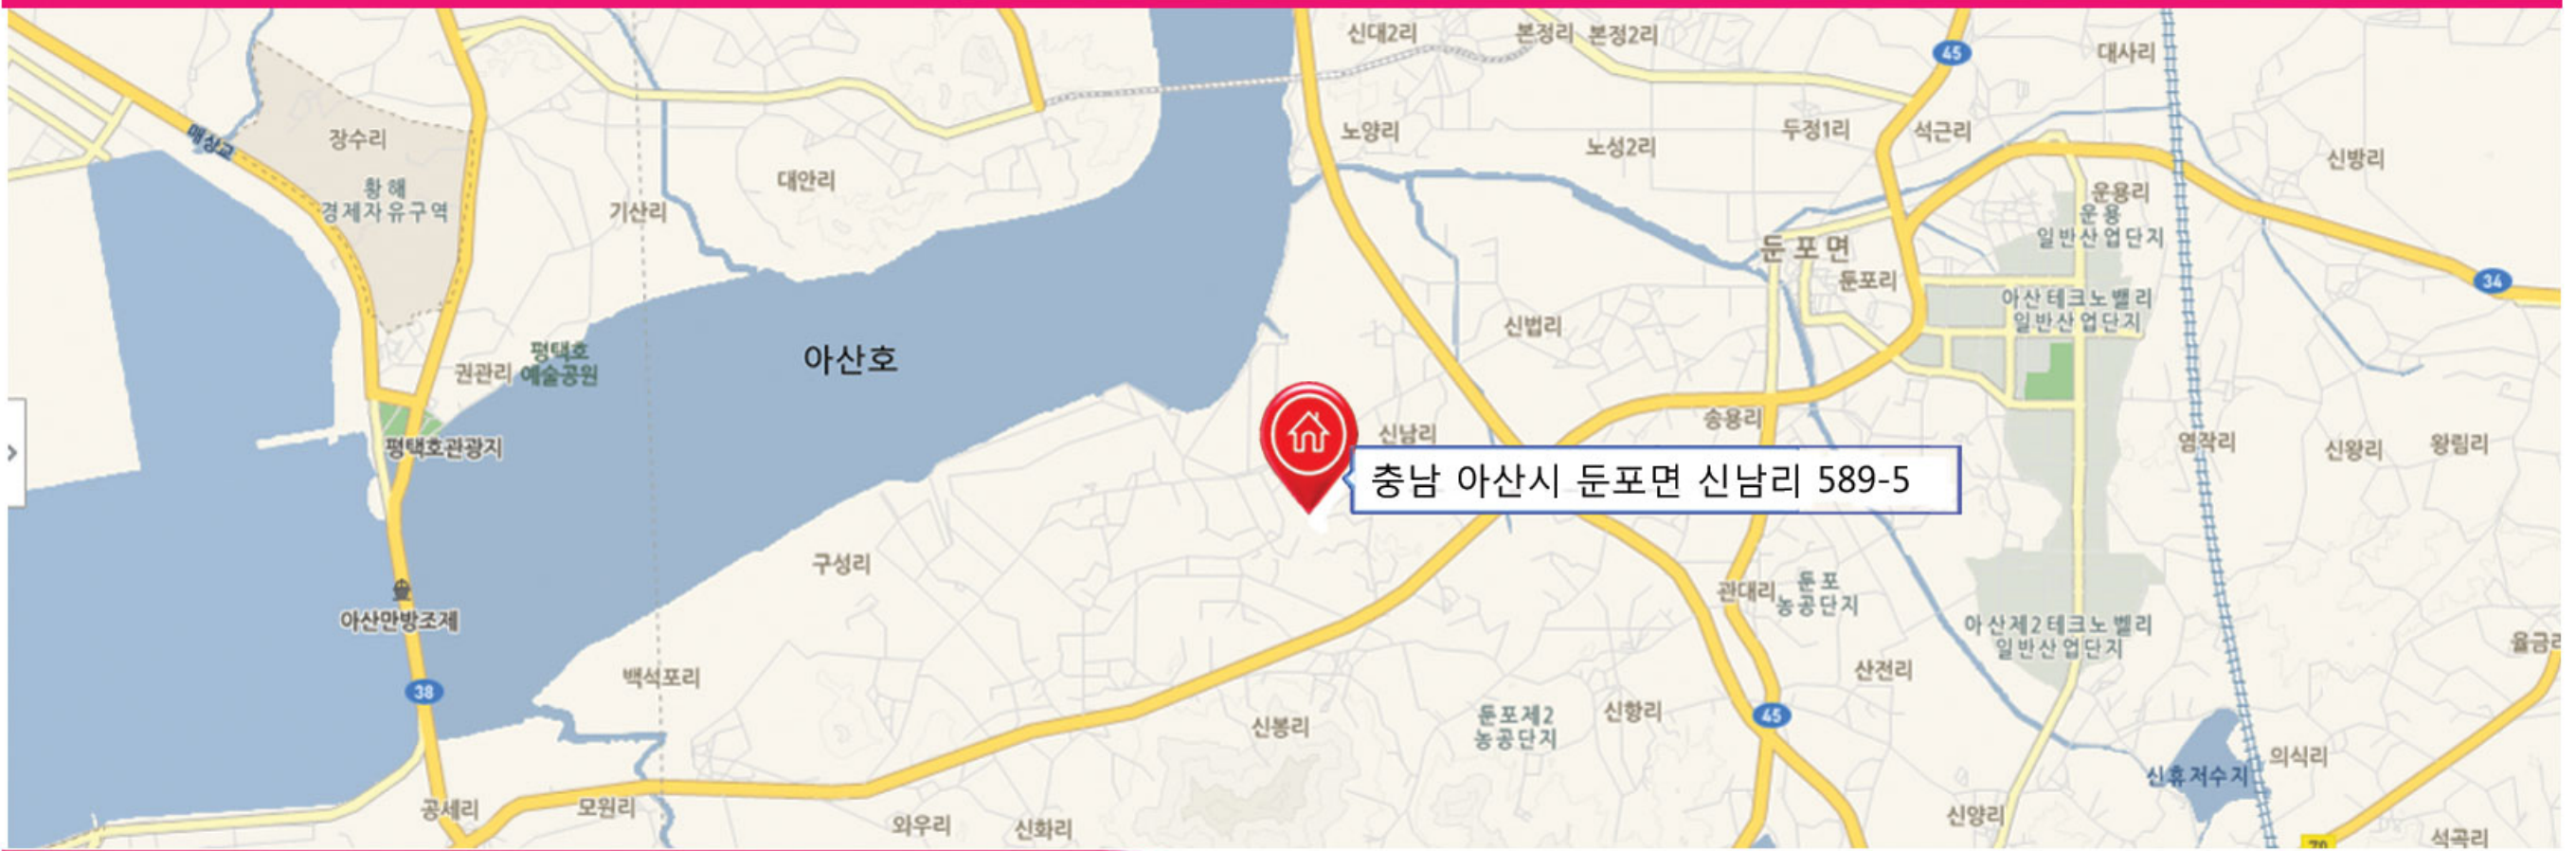 신대2리
본정리
본정2리
45
대사리
매상교
장수리
노양리
노성2리
두정1리
석근리
신방리
황해
경제자유구역
기산리
대안리
운용리
운용
일반산업단지
둔포면
둔포리
34
아산테크노밸리
일반산업단지
신법리
평택호
예술공원
권관리
아산호
신남리
송용리
염작리
신왕리
왕림리
평택호관광지
충남 아산시 둔포면 신남리 589-5
구성리
관대리
둔포
농공단지
아산만방조제
아산제2테크노밸리
일반산업단지
백석포리
산전리
38
신봉리
둔포제2
농공단지
신항리
45
의식리
신휴저수지
공세리
모원리
와우리
신화리
신양리
석곡리